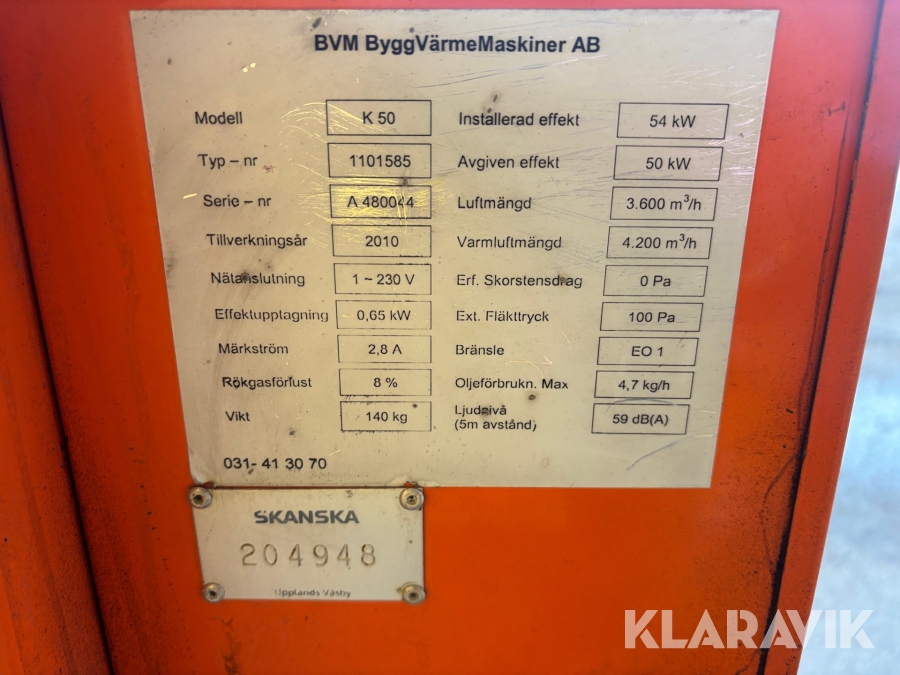 BVM ByggVärmeMaskiner AB
Modell K 50 Installerad effekt 54 kW
Typ – nr 1101585 Avgiven effekt 50 kW
Serie – nr A 480044 Luftmängd 3.600 m³/h
Tillverkningsår 2010 Varmluftmängd 4.200 m³/h
Nätanslutning 1 ~ 230 V Erf. Skorstensdrag 0 Pa
Effektupptagning 0,65 kW Ext. Fläkttryck 100 Pa
Märkström 2,8 A Bränsle EO 1
Rökgasförlust 8 % Oljeförbrukn. Max 4,7 kg/h
Vikt 140 kg Ljudnivå (5m avstånd) 59 dB(A)
031- 41 30 70
SKANSKA
204948
Upplands Väsby
KLARAVIK